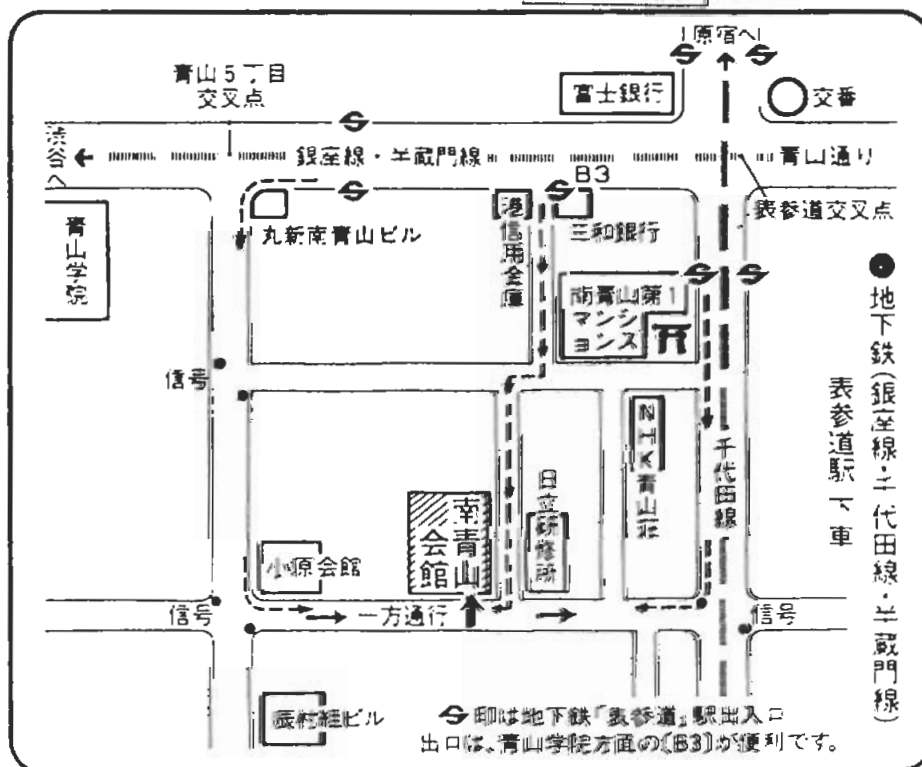 原宿へ
青山5丁目
交叉点
富士銀行
交番
渋谷へ
銀座線・半蔵門線
青山通り
B3
表参道交叉点
青山学院
丸新南青山ビル
港信用金庫
三和銀行
南青山第1
マンシ
ョンズ
信号
NHK青山荘
千代田線
●地下鉄(銀座線・千代田線・半蔵門線)
表参道駅下車
南青山
会館
日立研修所
小原会館
信号
一方通行
信号
辰村組ビル
印は地下鉄「表参道」駅出入口
出口は、青山学院方面の(B3)が便利です。